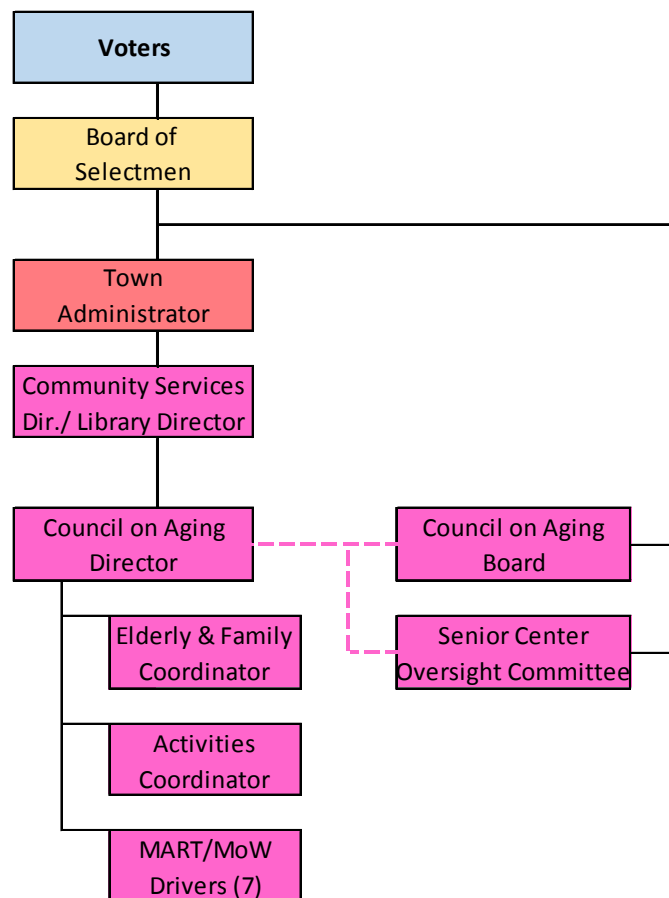 Voters
Board of
Selectmen
Town
Administrator
Community Services
Dir./ Library Director
Council on Aging
Director
Council on Aging
Board
Elderly & Family
Coordinator
Senior Center
Oversight Committee
Activities
Coordinator
MART/MoW
Drivers (7)